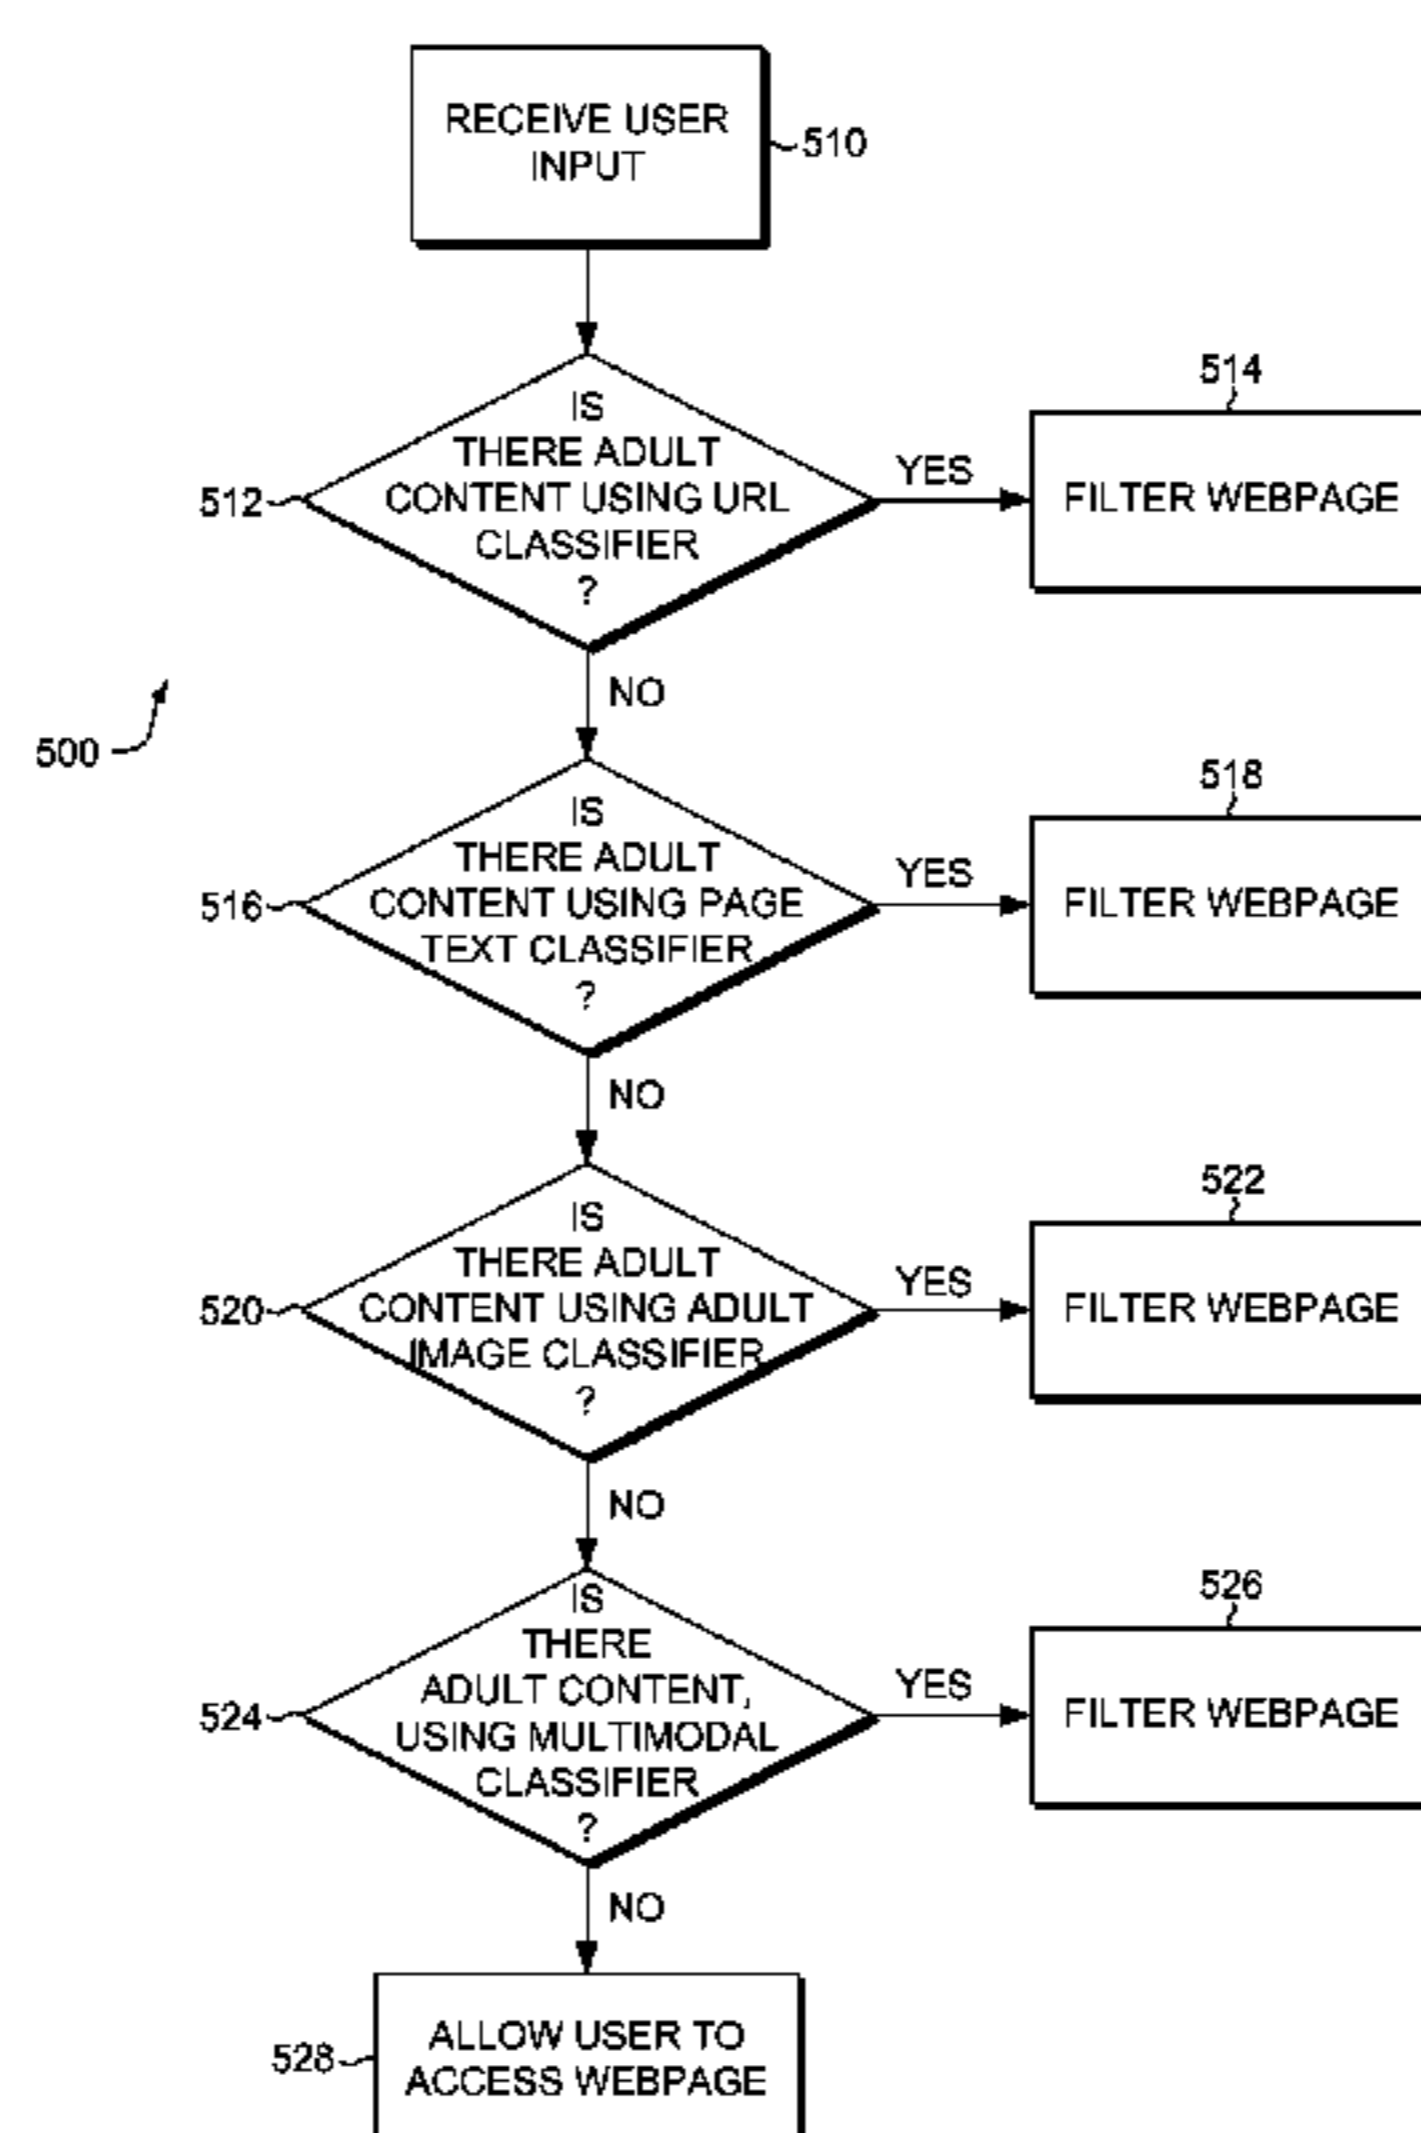 RECEIVE USER
INPUT
510
IS
THERE ADULT
CONTENT USING URL
CLASSIFIER
?
512
YES
514
FILTER WEBPAGE
NO
500
IS
THERE ADULT
CONTENT USING PAGE
TEXT CLASSIFIER
?
516
YES
518
FILTER WEBPAGE
NO
IS
THERE ADULT
CONTENT USING ADULT
IMAGE CLASSIFIER
?
520
YES
522
FILTER WEBPAGE
NO
IS
THERE
ADULT CONTENT,
USING MULTIMODAL
CLASSIFIER
?
524
YES
526
FILTER WEBPAGE
NO
ALLOW USER TO
ACCESS WEBPAGE
528